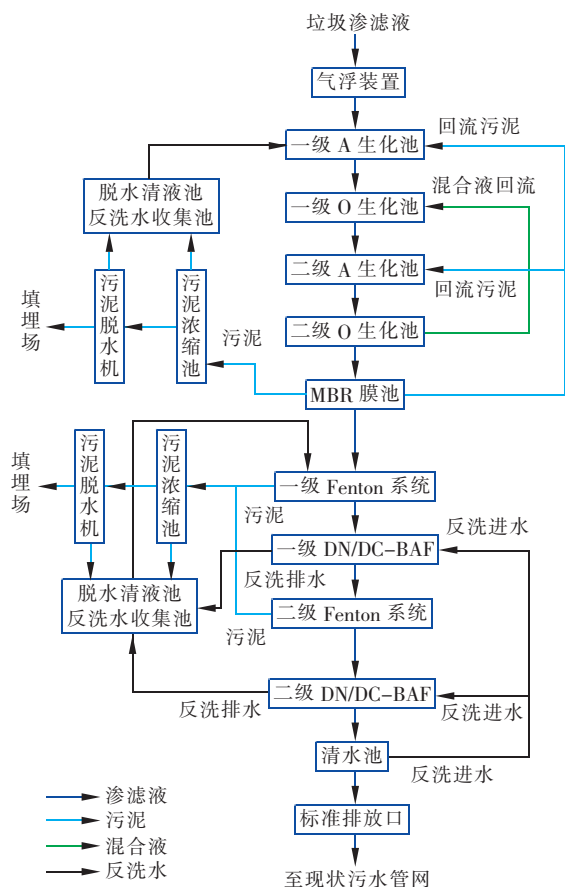 垃圾渗滤液
气浮装置
回流污泥
一级 A 生化池
脱水清液池
反洗水收集池
混合液回流
一级 O 生化池
二级 A 生化池
回流污泥
填埋场
污泥脱水机
污泥浓缩池
二级 O 生化池
污泥
MBR 膜池
填埋场
污泥脱水机
污泥浓缩池
一级 Fenton 系统
污泥
反洗进水
一级 DN/DC-BAF
反洗排水
脱水清液池
反洗水收集池
二级 Fenton 系统
污泥
二级 DN/DC-BAF
反洗排水
反洗进水
清水池
反洗进水
渗滤液
污泥
混合液
反洗水
标准排放口
至现状污水管网